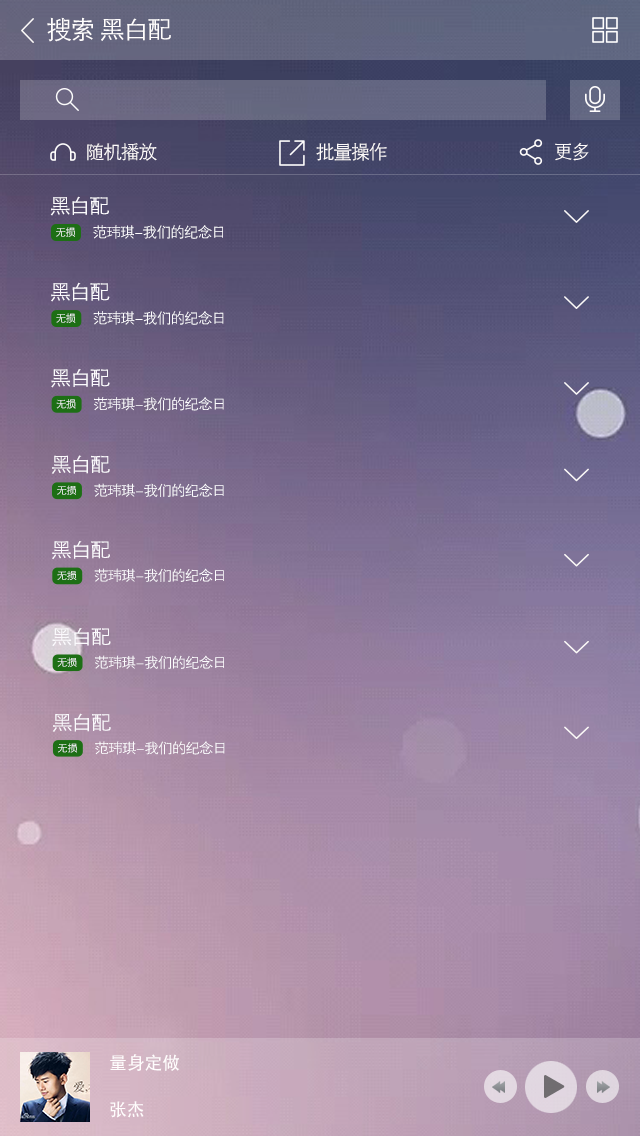 搜索 黑白配
随机播放 批量操作 更多
黑白配
无损 范玮琪-我们的纪念日
黑白配
无损 范玮琪-我们的纪念日
黑白配
无损 范玮琪-我们的纪念日
黑白配
无损 范玮琪-我们的纪念日
黑白配
无损 范玮琪-我们的纪念日
黑白配
无损 范玮琪-我们的纪念日
黑白配
无损 范玮琪-我们的纪念日
量身定做
爱
张杰